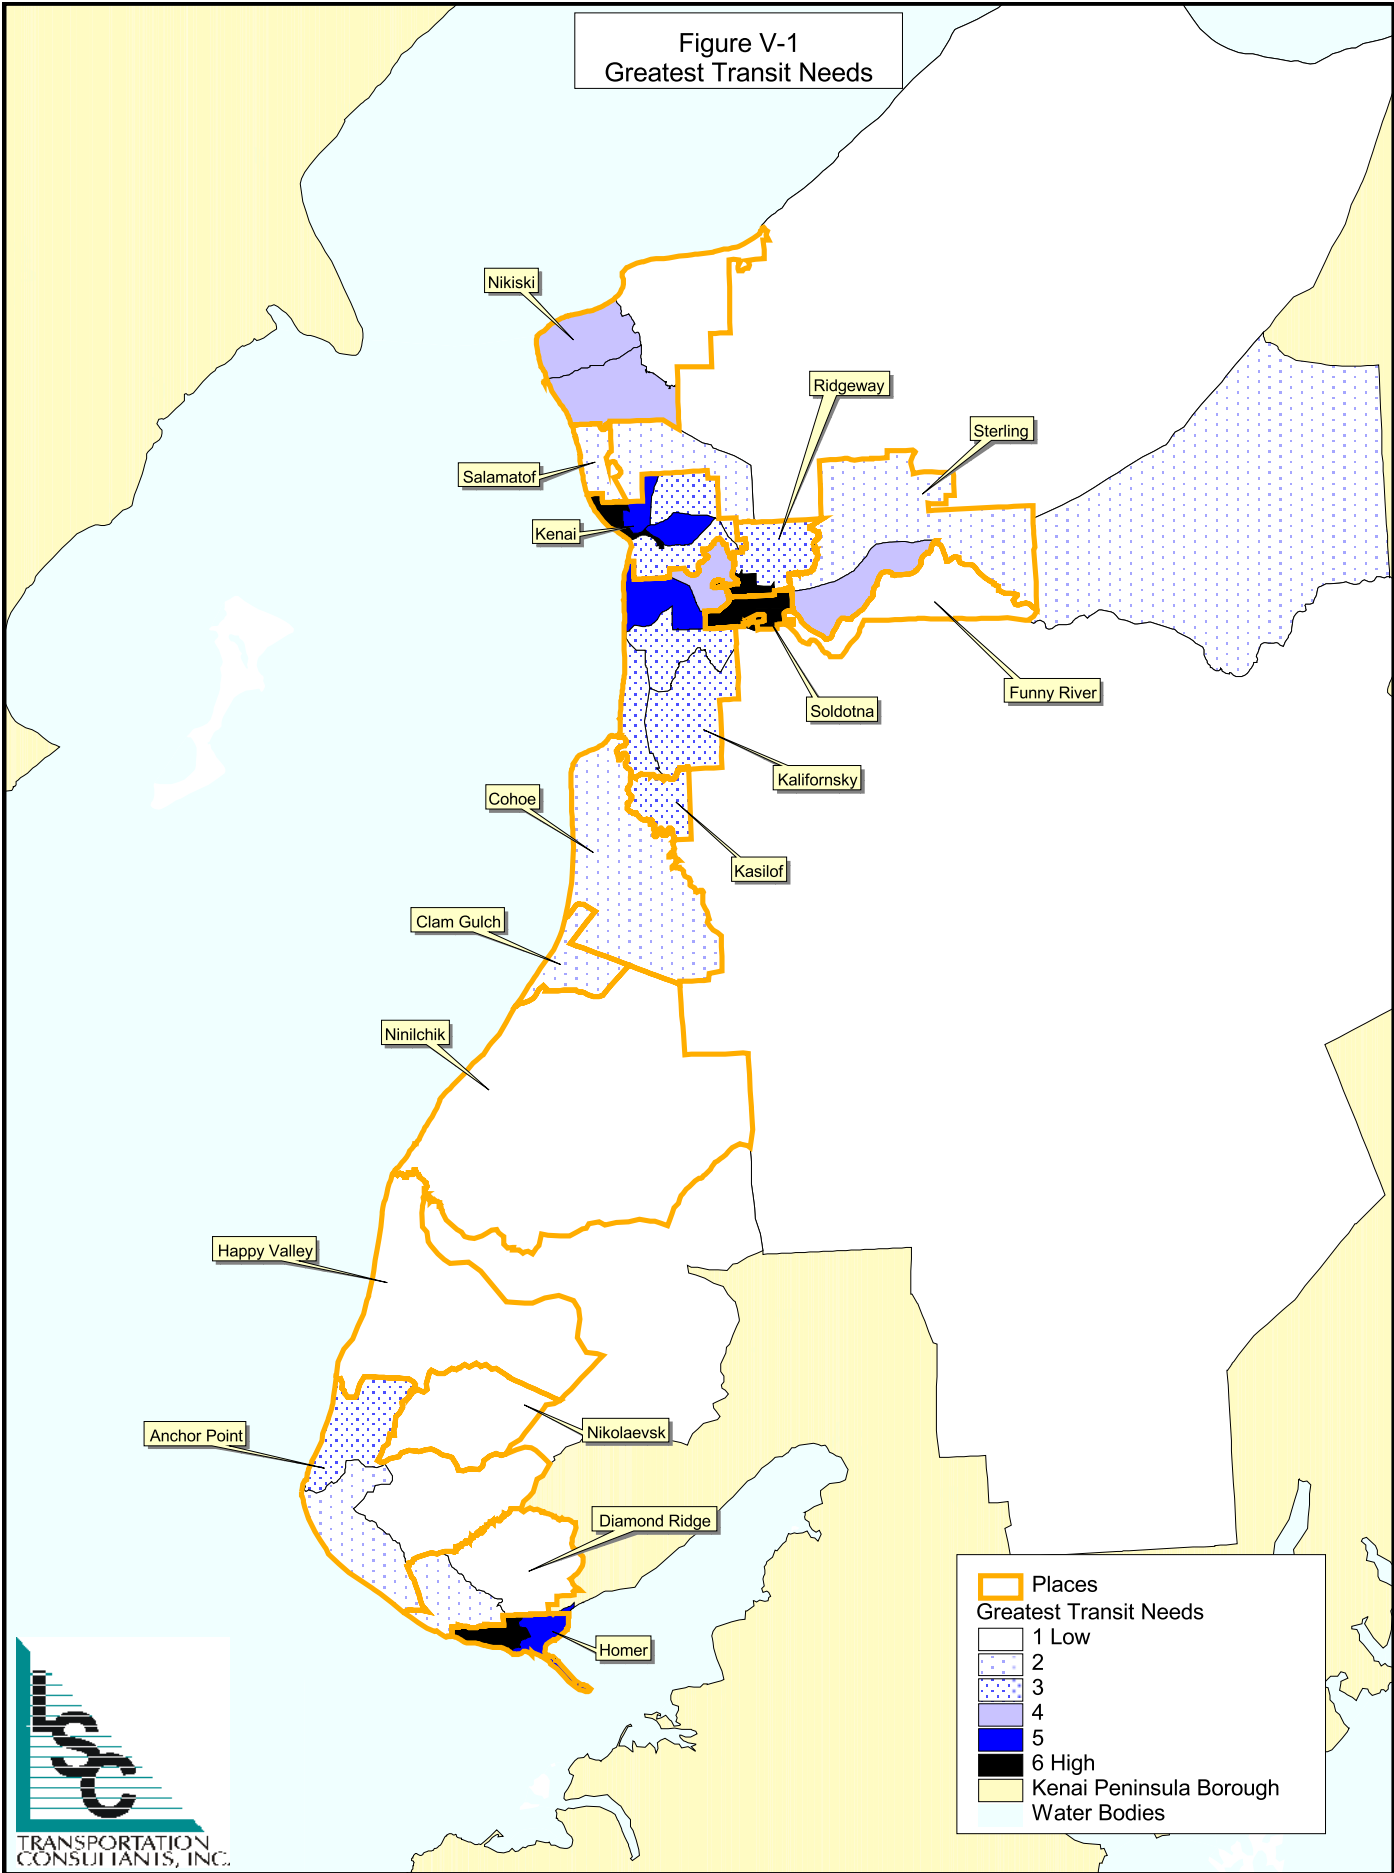 Figure V-1
Greatest Transit Needs
Nikiski
Ridgeway
Sterling
Salamatof
Kenai
Funny River
Soldotna
Kalifornsky
Cohoe
Kasilof
Clam Gulch
Ninilchik
Happy Valley
Anchor Point
Nikolaevsk
Diamond Ridge
Homer
Places
Greatest Transit Needs
1 Low
2
3
4
5
6 High
Kenai Peninsula Borough
Water Bodies
LSC
TRANSPORTATION
CONSULTANTS, INC.